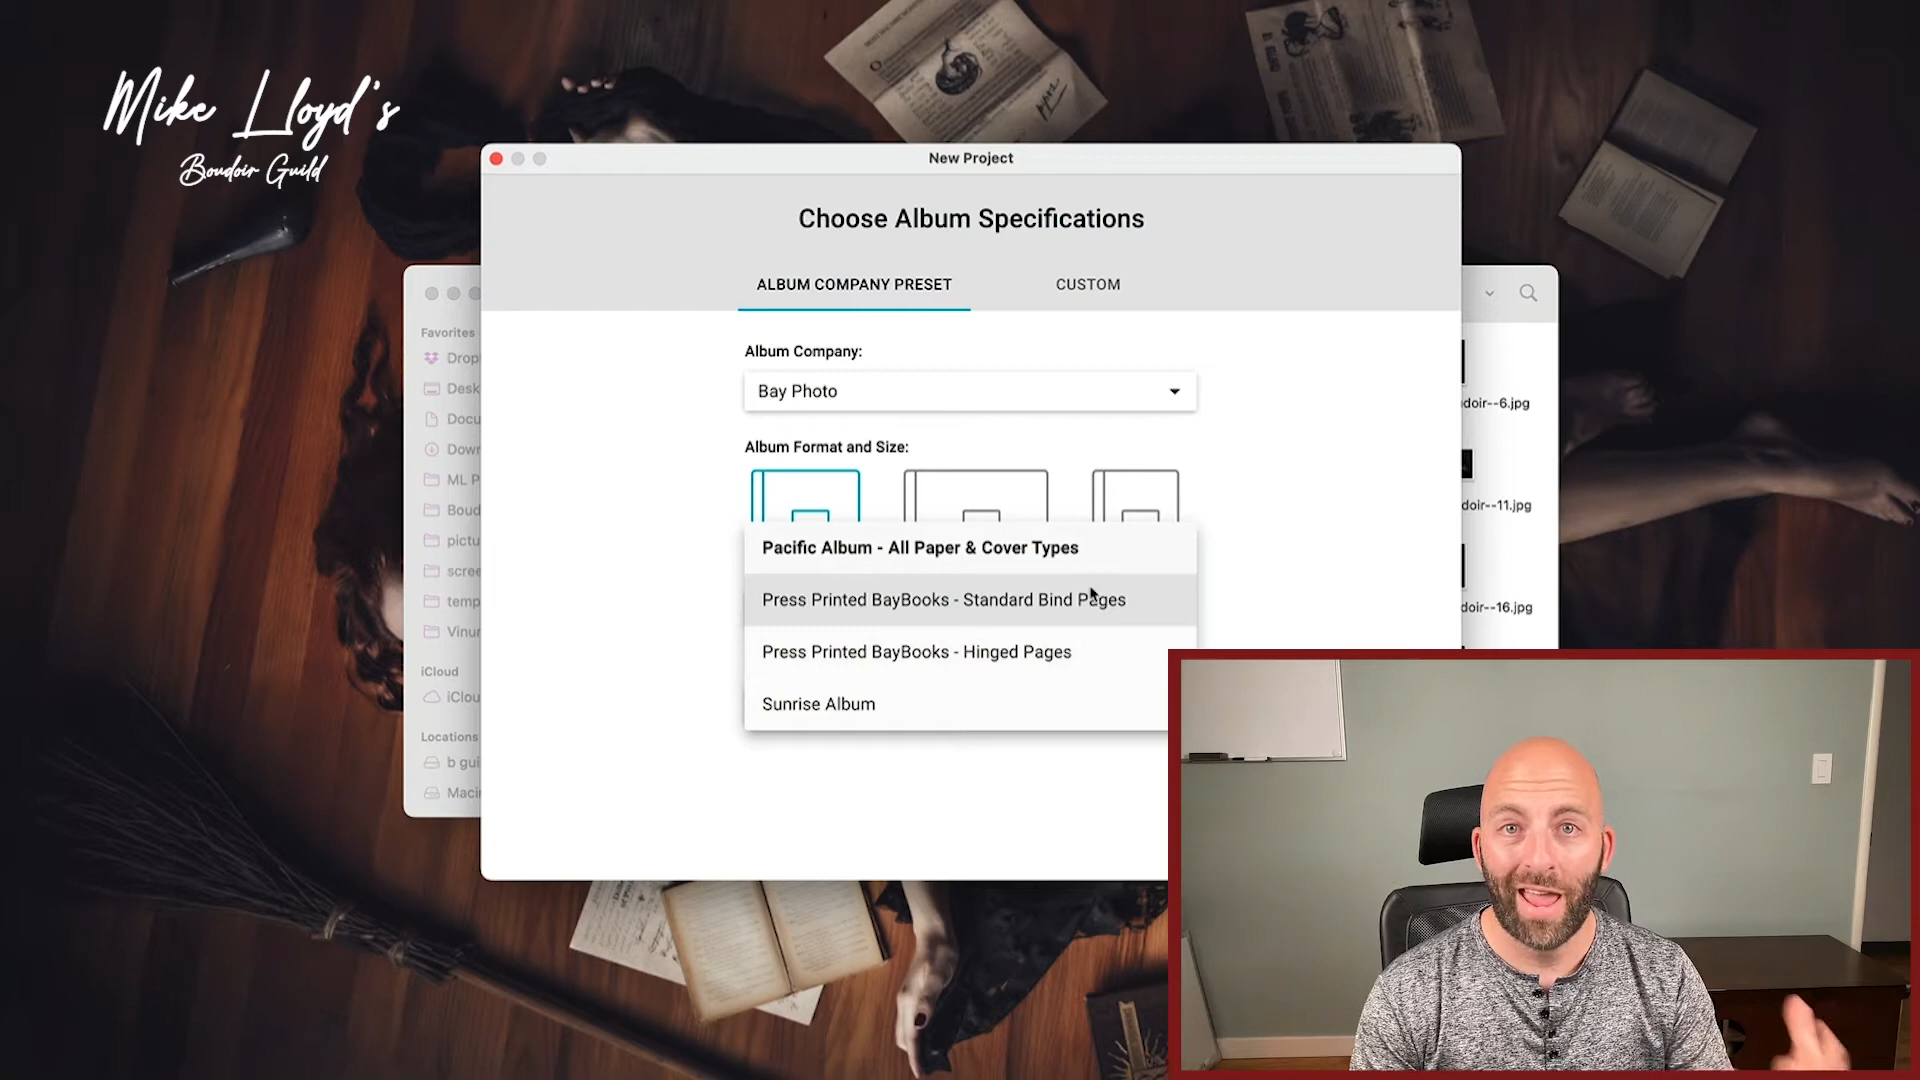 Mike Lloyd's
Boudoir Guild
New Project
Choose Album Specifications
ALBUM COMPANY PRESET
CUSTOM
Album Company:
Bay Photo
Album Format and Size:
Pacific Album - All Paper & Cover Types
Press Printed BayBooks - Standard Bind Pages
Press Printed BayBooks - Hinged Pages
Sunrise Album
Favorites
Drop
Desk
Docu
Down
ML P
Boud
pictu
scree
temp
Vinu
iCloud
iClou
Locations
b gui
Maci
doir--6.jpg
doir--11.jpg
doir--16.jpg